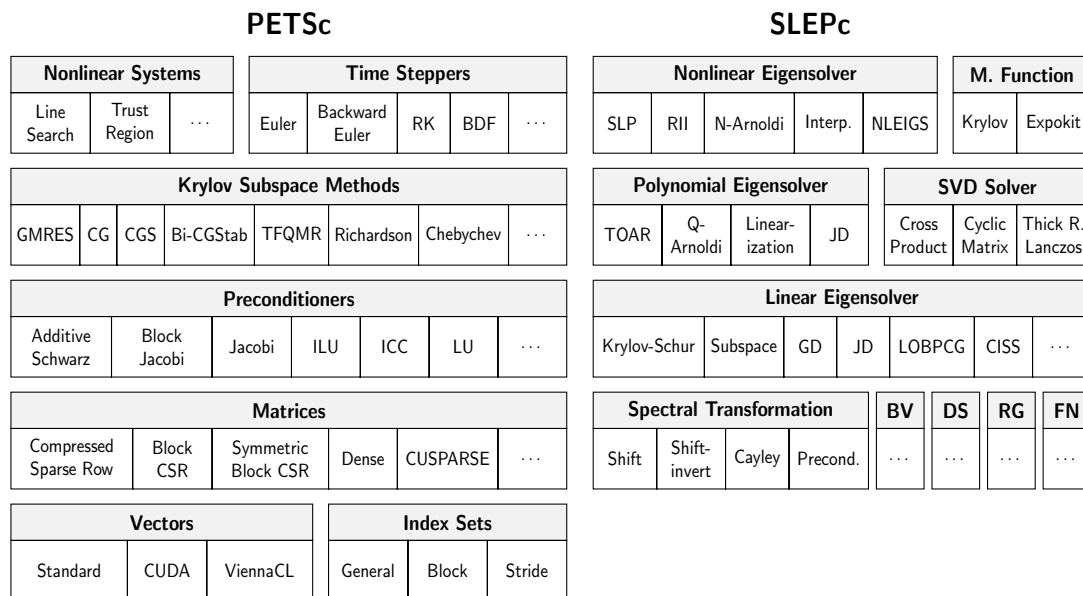 PETSc
Nonlinear Systems
Line
Search
Trust
Region
···
Time Steppers
Euler
Backward
Euler
RK
BDF
···
Krylov Subspace Methods
GMRES
CG
CGS
Bi-CGStab
TFQMR
Richardson
Chebychev
···
Preconditioners
Additive
Schwarz
Block
Jacobi
Jacobi
ILU
ICC
LU
···
Matrices
Compressed
Sparse Row
Block
CSR
Symmetric
Block CSR
Dense
CUSPARSE
···
Vectors
Standard
CUDA
ViennaCL
Index Sets
General
Block
Stride
SLEPc
Nonlinear Eigensolver
SLP
RII
N-Arnoldi
Interp.
NLEIGS
M. Function
Krylov
Expokit
Polynomial Eigensolver
TOAR
Q-
Arnoldi
Linear-
ization
JD
SVD Solver
Cross
Product
Cyclic
Matrix
Thick R.
Lanczos
Linear Eigensolver
Krylov-Schur
Subspace
GD
JD
LOBPCG
CISS
···
Spectral Transformation
Shift
Shift-
invert
Cayley
Precond.
BV
···
DS
···
RG
···
FN
···